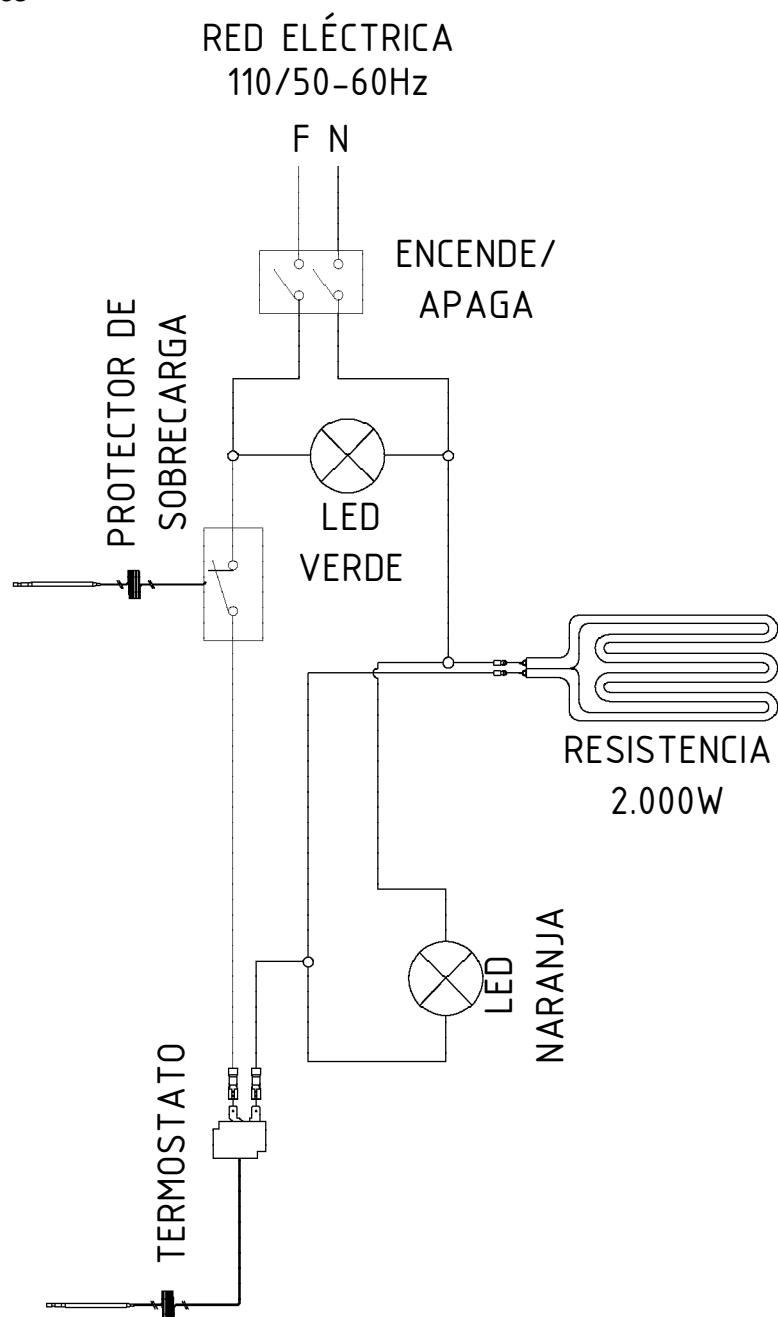 RED ELÉCTRICA
110/50-60Hz
F N
ENCENDE/
APAGA
PROTECTOR DE
SOBRECARGA
LED
VERDE
RESISTENCIA
2.000W
LED
NARANJA
TERMOSTATO